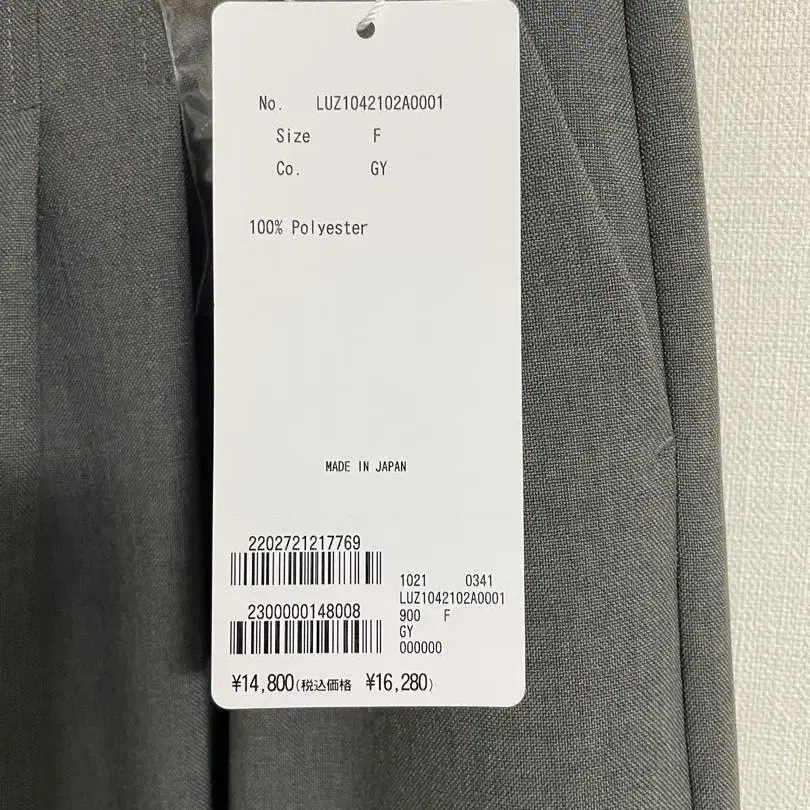 No. LUZ1042102A0001
Size F
Co. GY
100% Polyester
MADE IN JAPAN
2202721217769
2300000148008
1021 0341
LUZ1042102A0001
900 F
GY
000000
¥14,800(税込価格 ¥16,280)